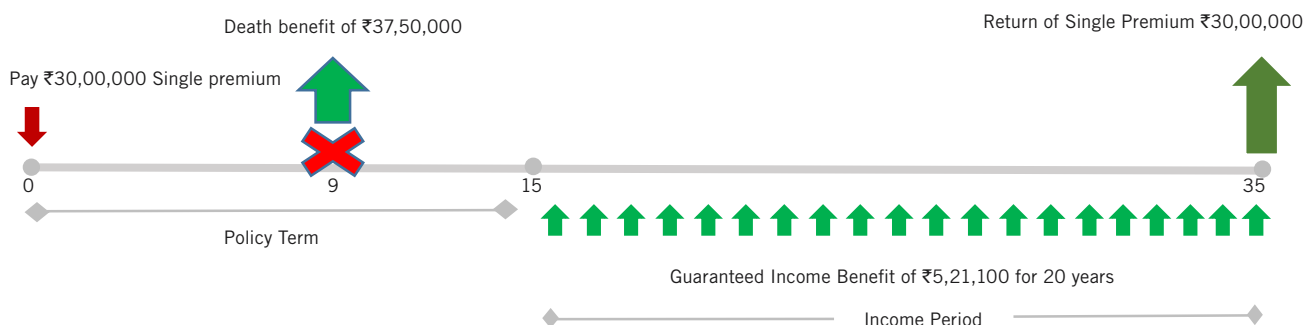 Death benefit of ₹37,50,000
Return of Single Premium ₹30,00,000
Pay ₹30,00,000 Single premium
0
9
15
35
Policy Term
Guaranteed Income Benefit of ₹5,21,100 for 20 years
Income Period